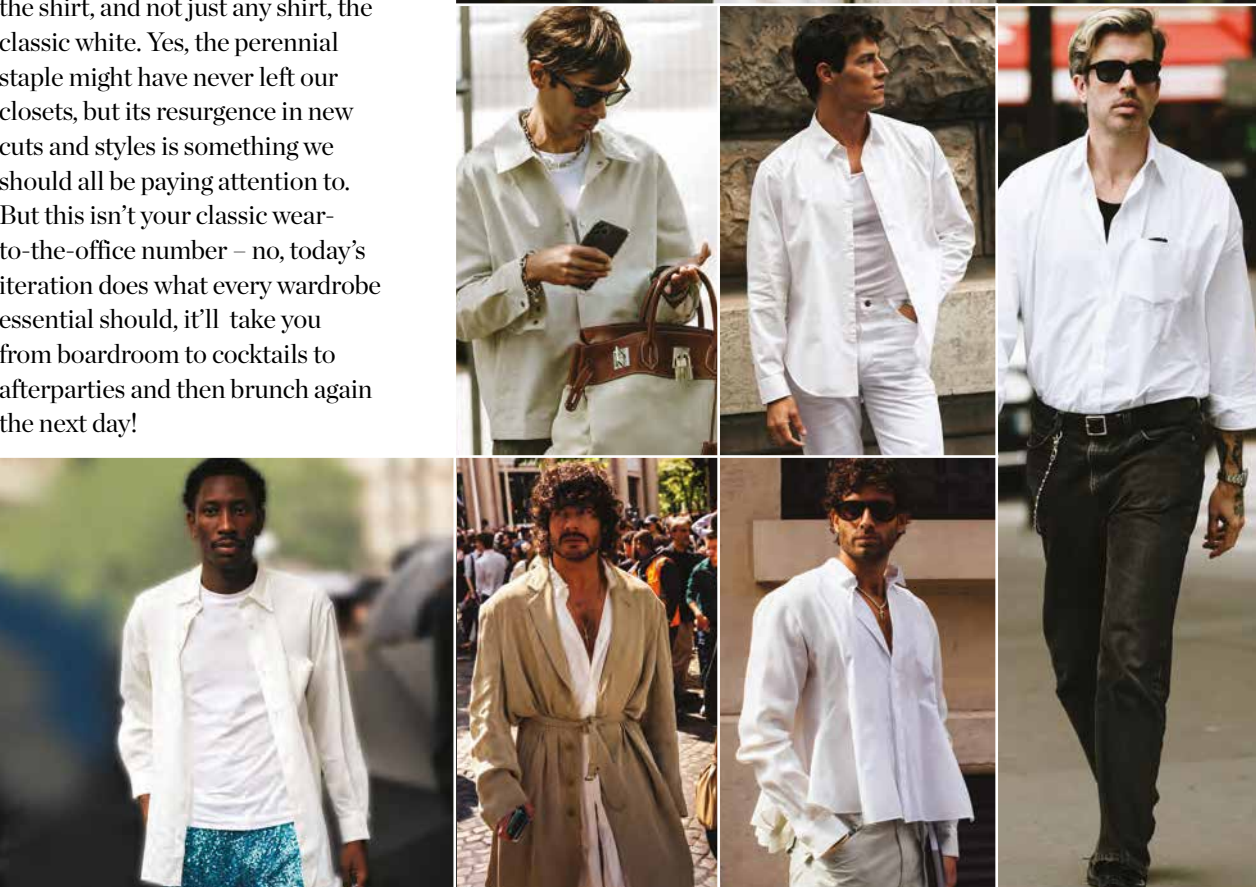 the shirt, and not just any shirt, the
classic white. Yes, the perennial
staple might have never left our
closets, but its resurgence in new
cuts and styles is something we
should all be paying attention to.
But this isn’t your classic wear-
to-the-office number – no, today’s
iteration does what every wardrobe
essential should, it’ll  take you
from boardroom to cocktails to
afterparties and then brunch again
the next day!